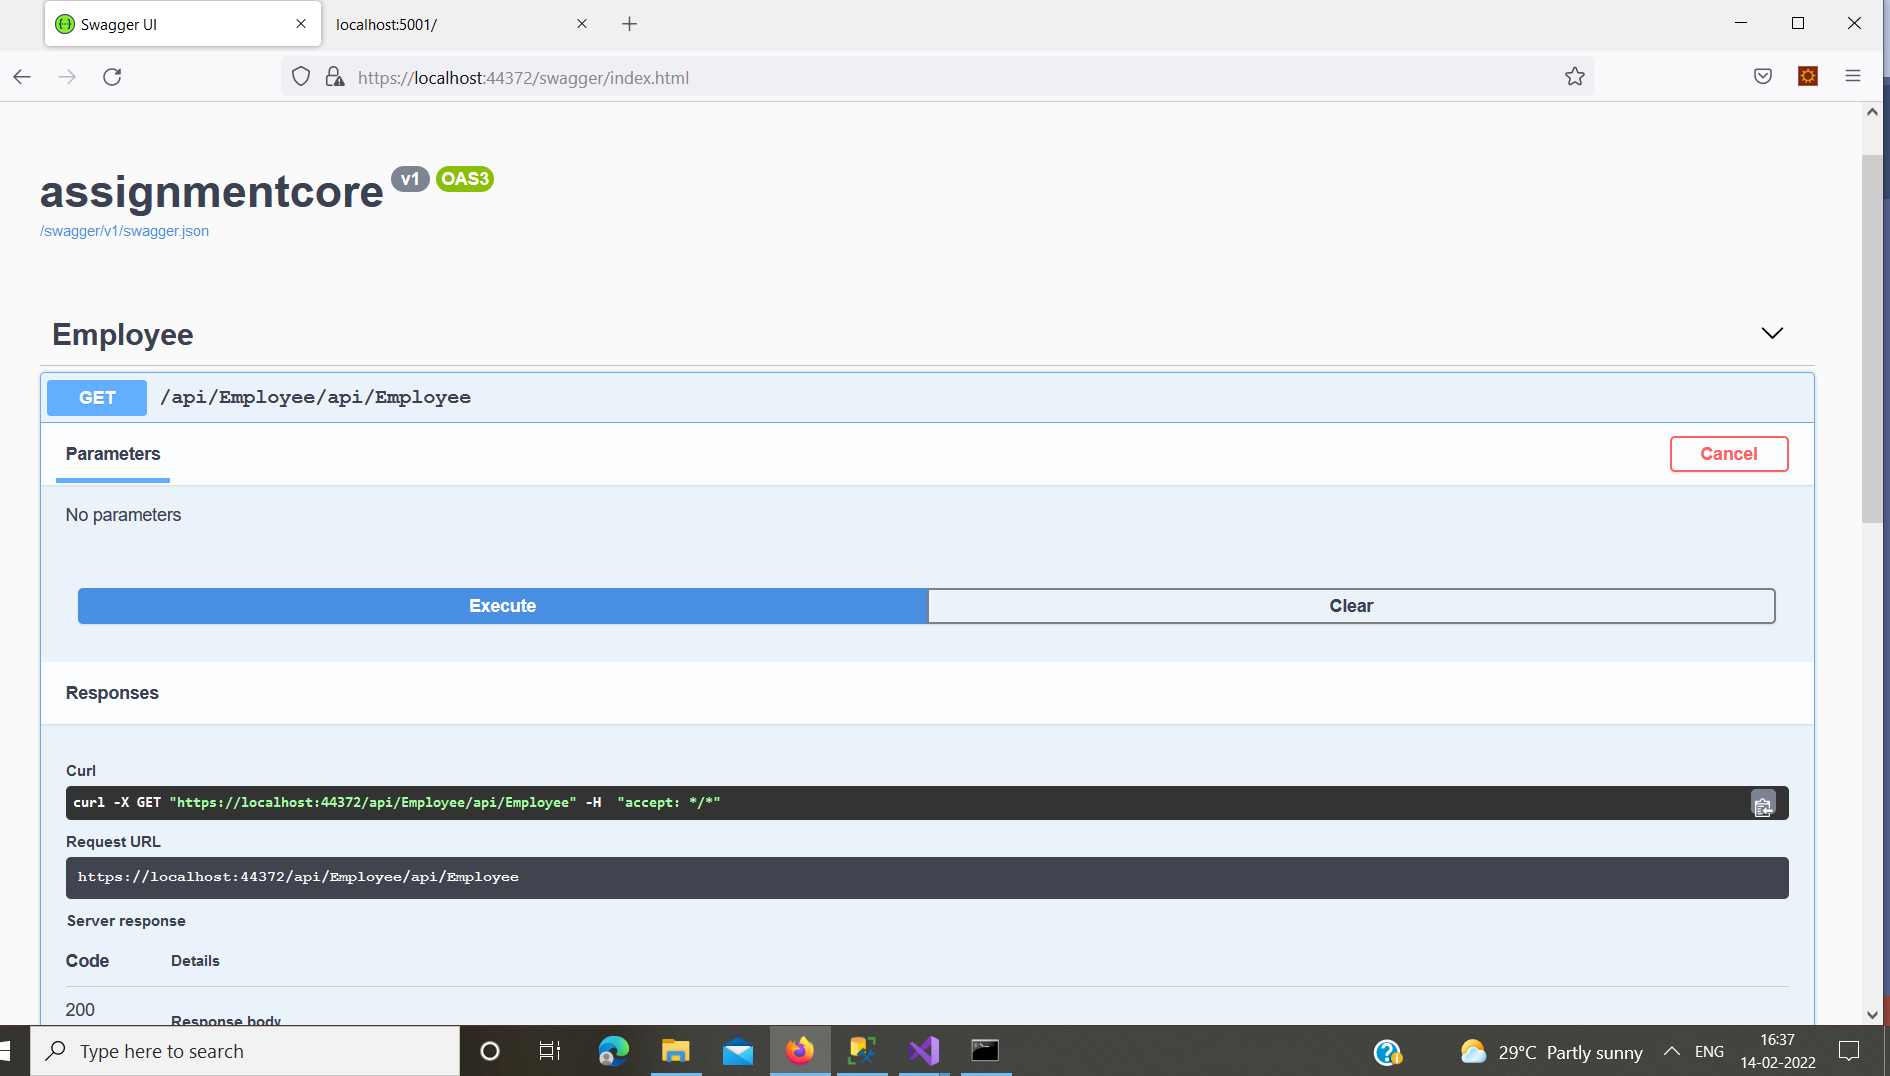 Swagger UI
localhost:5001/
https://localhost:44372/swagger/index.html
assignmentcore v1 OAS3
/swagger/v1/swagger.json
Employee
GET /api/Employee/api/Employee
Parameters Cancel
No parameters
Execute Clear
Responses
Curl
curl -X GET "https://localhost:44372/api/Employee/api/Employee" -H  "accept: */*"
Request URL
https://localhost:44372/api/Employee/api/Employee
Server response
Code Details
200
Response body
Type here to search
29°C Partly sunny
ENG
16:37
14-02-2022